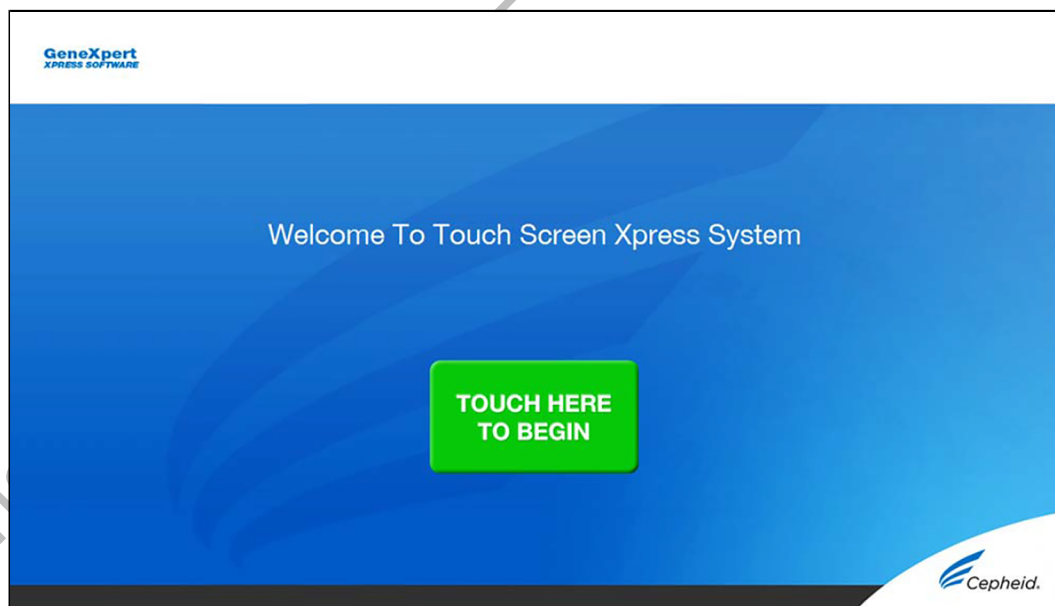 GeneXpert
XPRESS SOFTWARE
Welcome To Touch Screen Xpress System
TOUCH HERE
TO BEGIN
Cepheid.